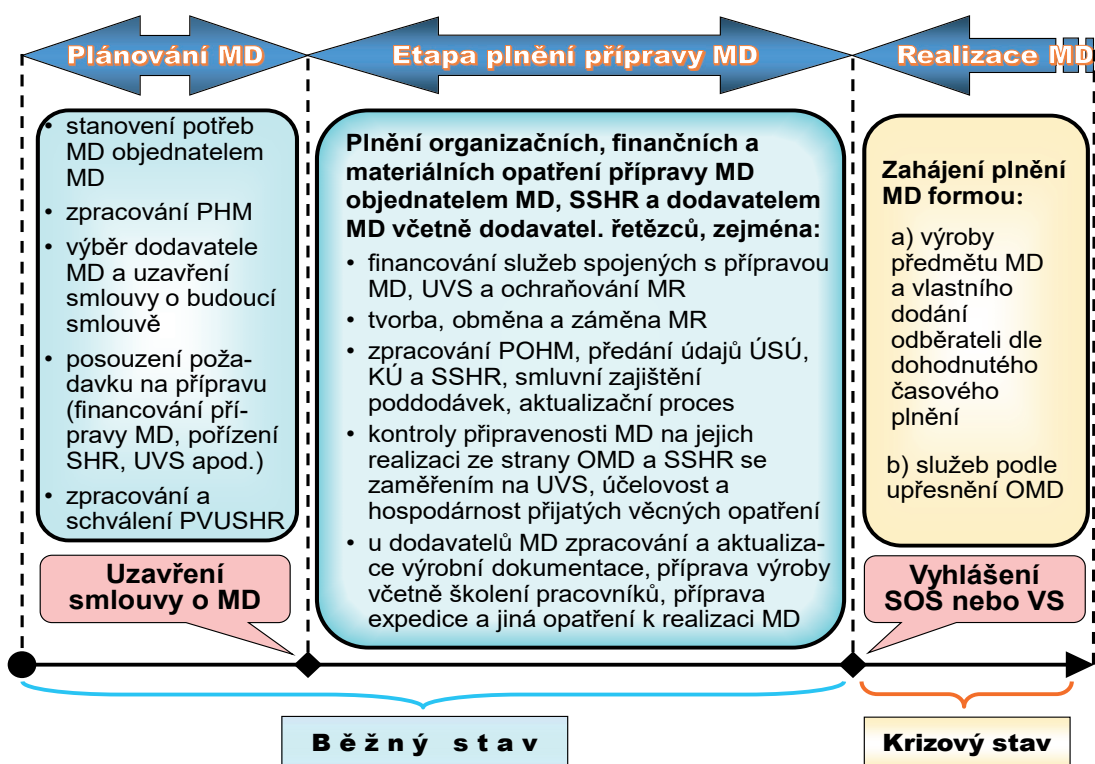 Plánování MD
Etapa plnění přípravy MD
Realizace MD
• stanovení potřeb
MD objednatelem
MD
• zpracování PHM
• výběr dodavatele
MD a uzavření
smlouvy o budoucí
smlouvě
• posouzení poža-
davku na přípravu
(financování pří-
pravy MD, pořízení
SHR, UVS apod.)
• zpracování a
schválení PVUSHR
Plnění organizačních, finančních a
materiálních opatření přípravy MD
objednatelem MD, SSHR a dodavatelem
MD včetně dodavatel. řetězců, zejména:
• financování služeb spojených s přípravou
MD, UVS a ochraňování MR
• tvorba, obměna a záměna MR
• zpracování POHM, předání údajů ÚSÚ,
KÚ a SSHR, smluvní zajištění
poddodávek, aktualizační proces
• kontroly připravenosti MD na jejich
realizaci ze strany OMD a SSHR se
zaměřením na UVS, účelovost a
hospodárnost přijatých věcných opatření
• u dodavatelů MD zpracování a aktualiza-
ce výrobní dokumentace, příprava výroby
včetně školení pracovníků, příprava
expedice a jiná opatření k realizaci MD
Zahájení plnění
MD formou:
a) výroby
předmětu MD
a vlastního
dodání
odběrateli dle
dohodnutého
časového
plnění
b) služeb podle
upřesnění OMD
Uzavření
smlouvy o MD
Vyhlášení
SOS nebo VS
Běžný stav
Krizový stav